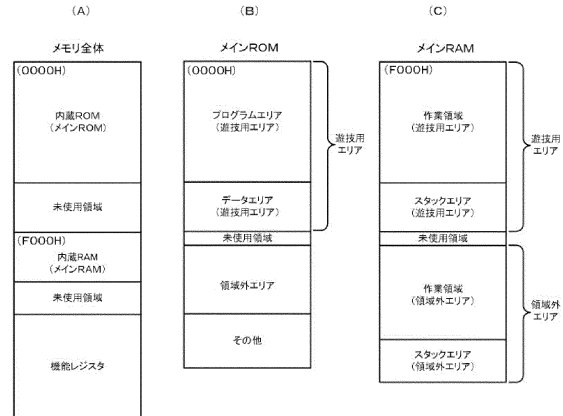 (A)
メモリ全体
(0000H)
内蔵ROM
(メインROM)
未使用領域
(F000H)
内蔵RAM
(メインRAM)
未使用領域
機能レジスタ
(B)
メインROM
(0000H)
プログラムエリア
(遊技用エリア)
データエリア
(遊技用エリア)
未使用領域
領域外エリア
その他
遊技用
エリア
(C)
メインRAM
(F000H)
作業領域
(遊技用エリア)
スタックエリア
(遊技用エリア)
未使用領域
作業領域
(領域外エリア)
スタックエリア
(領域外エリア)
遊技用
エリア
領域外
エリア